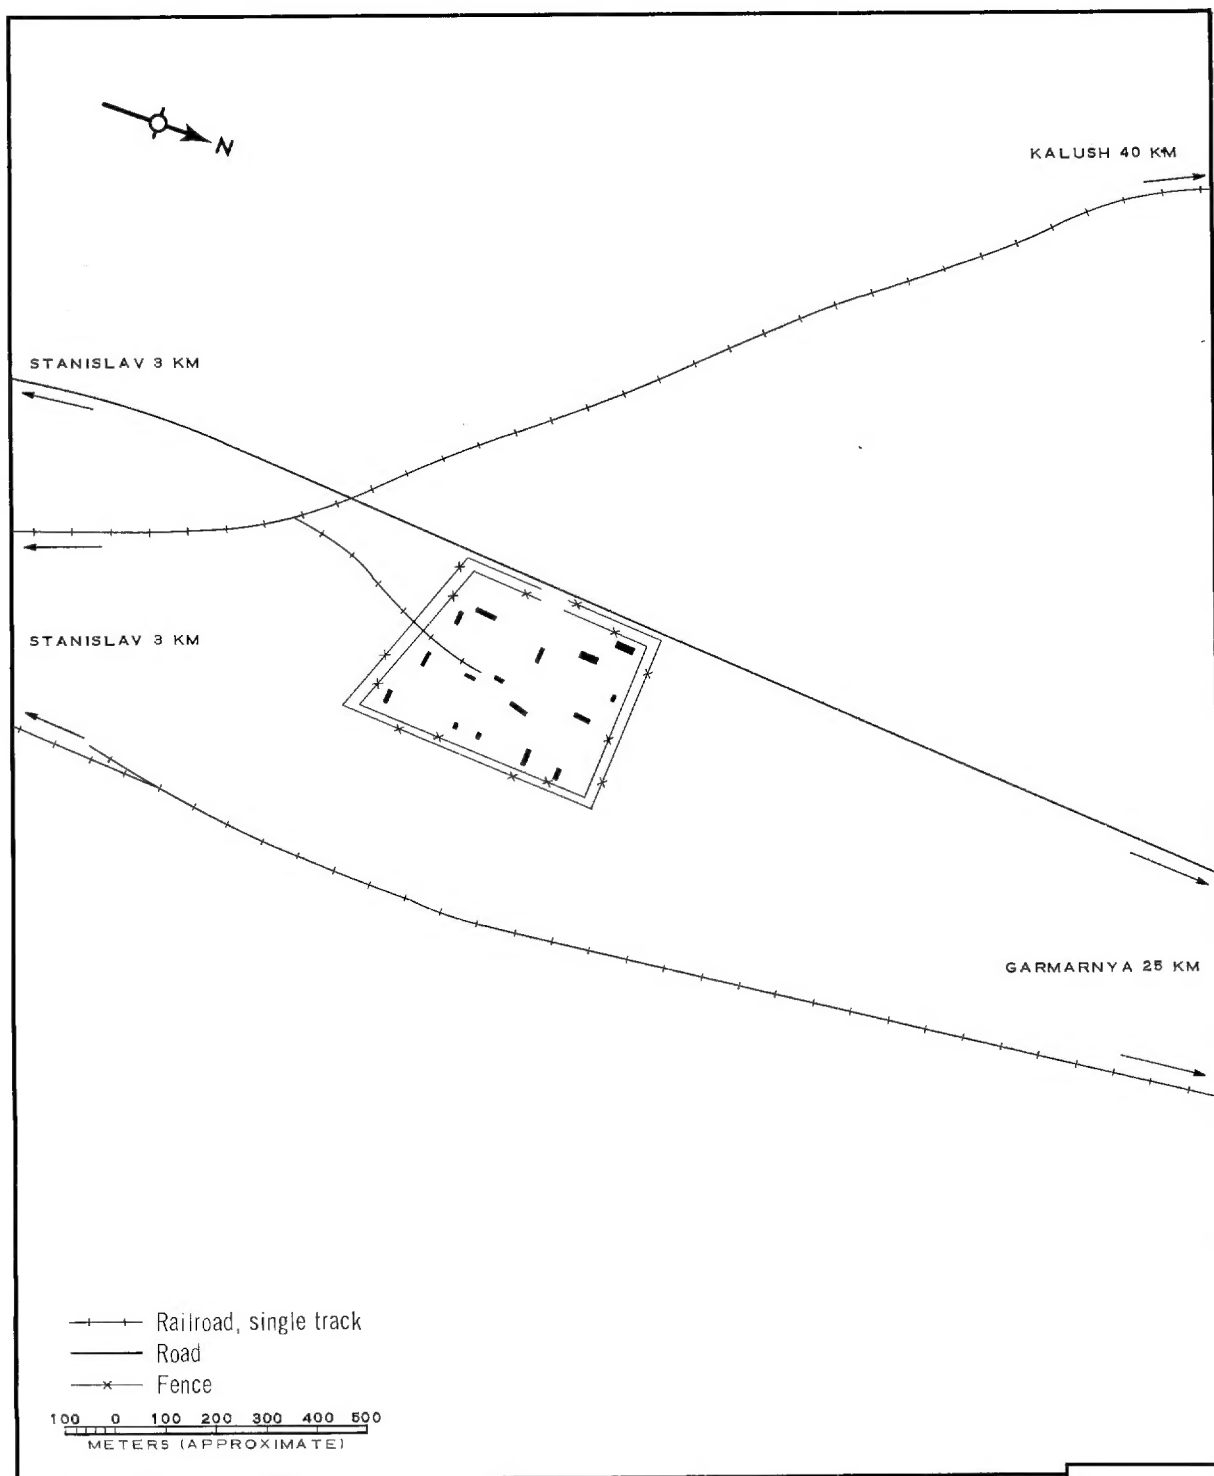 N
KALUSH 40 KM
STANISLAV 3 KM
STANISLAV 3 KM
GARMARNYA 25 KM
Railroad, single track
Road
Fence
100 0 100 200 300 400 500
METERS (APPROXIMATE)